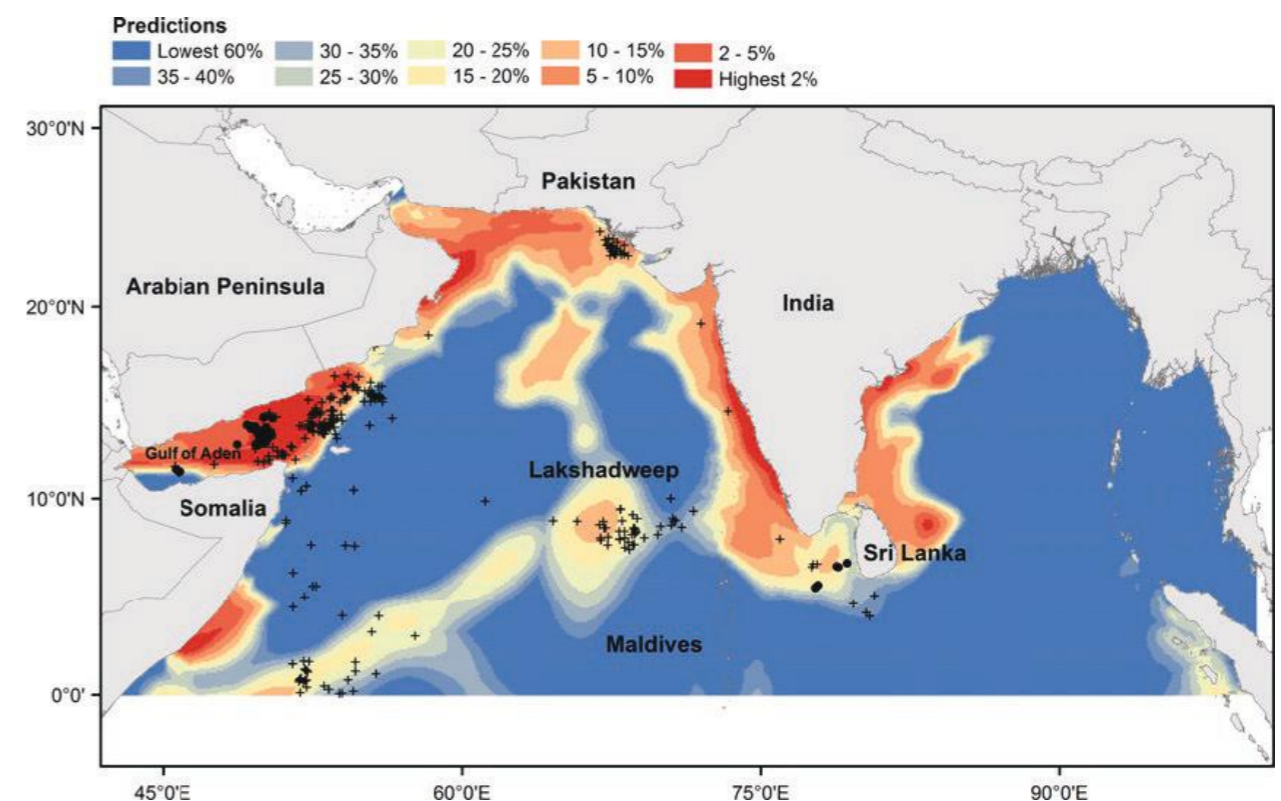 Predictions
Lowest 60% 30 - 35% 20 - 25% 10 - 15% 2 - 5%
35 - 40% 25 - 30% 15 - 20% 5 - 10% Highest 2%
30°0'N
Pakistan
Arabian Peninsula
India
20°0'N
Gulf of Aden
Lakshadweep
10°0'N
Somalia
Sri Lanka
Maldives
0°0'
45°0'E 60°0'E 75°0'E 90°0'E